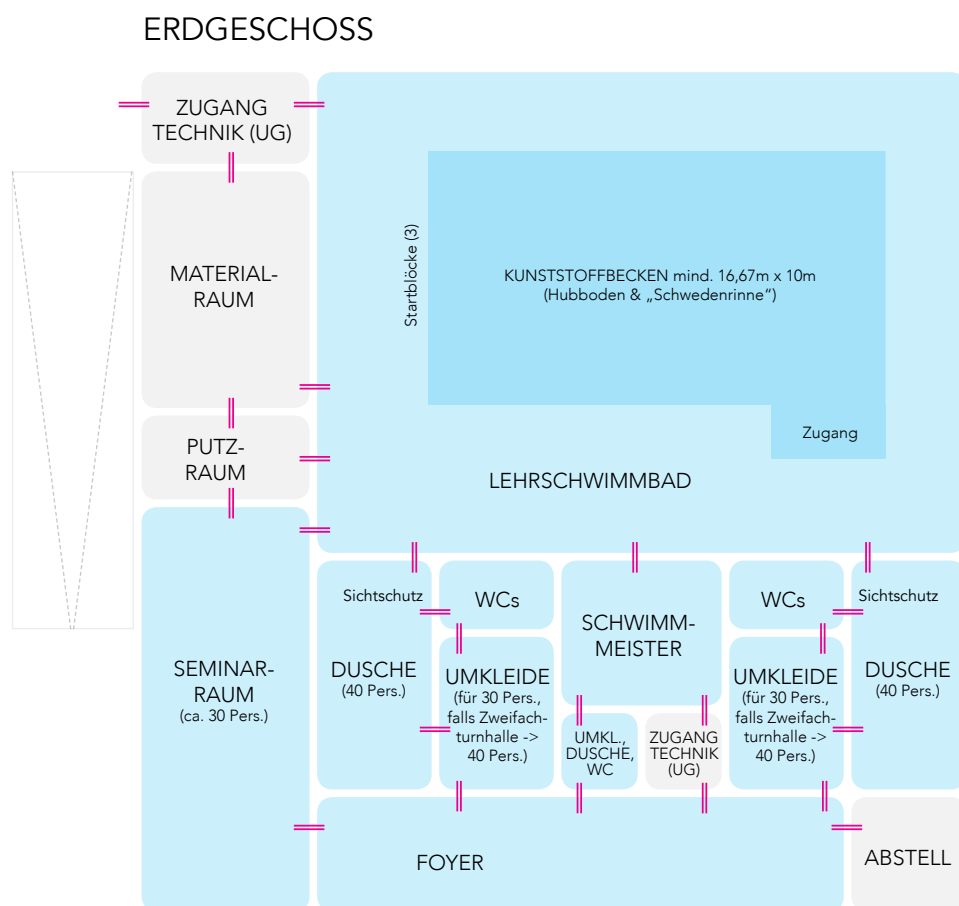 ERDGESCHOSS
ZUGANG
TECHNIK (UG)
MATERIAL-
RAUM
Startblöcke (3)
KUNSTSTOFFBECKEN mind. 16,67m x 10m
(Hubboden & „Schwedenrinne“)
Zugang
PUTZ-
RAUM
LEHRSCHWIMMBAD
SEMINAR-
RAUM
(ca. 30 Pers.)
Sichtschutz
DUSCHE
(40 Pers.)
WCs
UMKLEIDE
(für 30 Pers.,
falls Zweifach-
turnhalle ->
40 Pers.)
SCHWIMM-
MEISTER
UMKL.,
DUSCHE,
WC
ZUGANG
TECHNIK
(UG)
WCs
UMKLEIDE
(für 30 Pers.,
falls Zweifach-
turnhalle ->
40 Pers.)
Sichtschutz
DUSCHE
(40 Pers.)
FOYER
ABSTELL